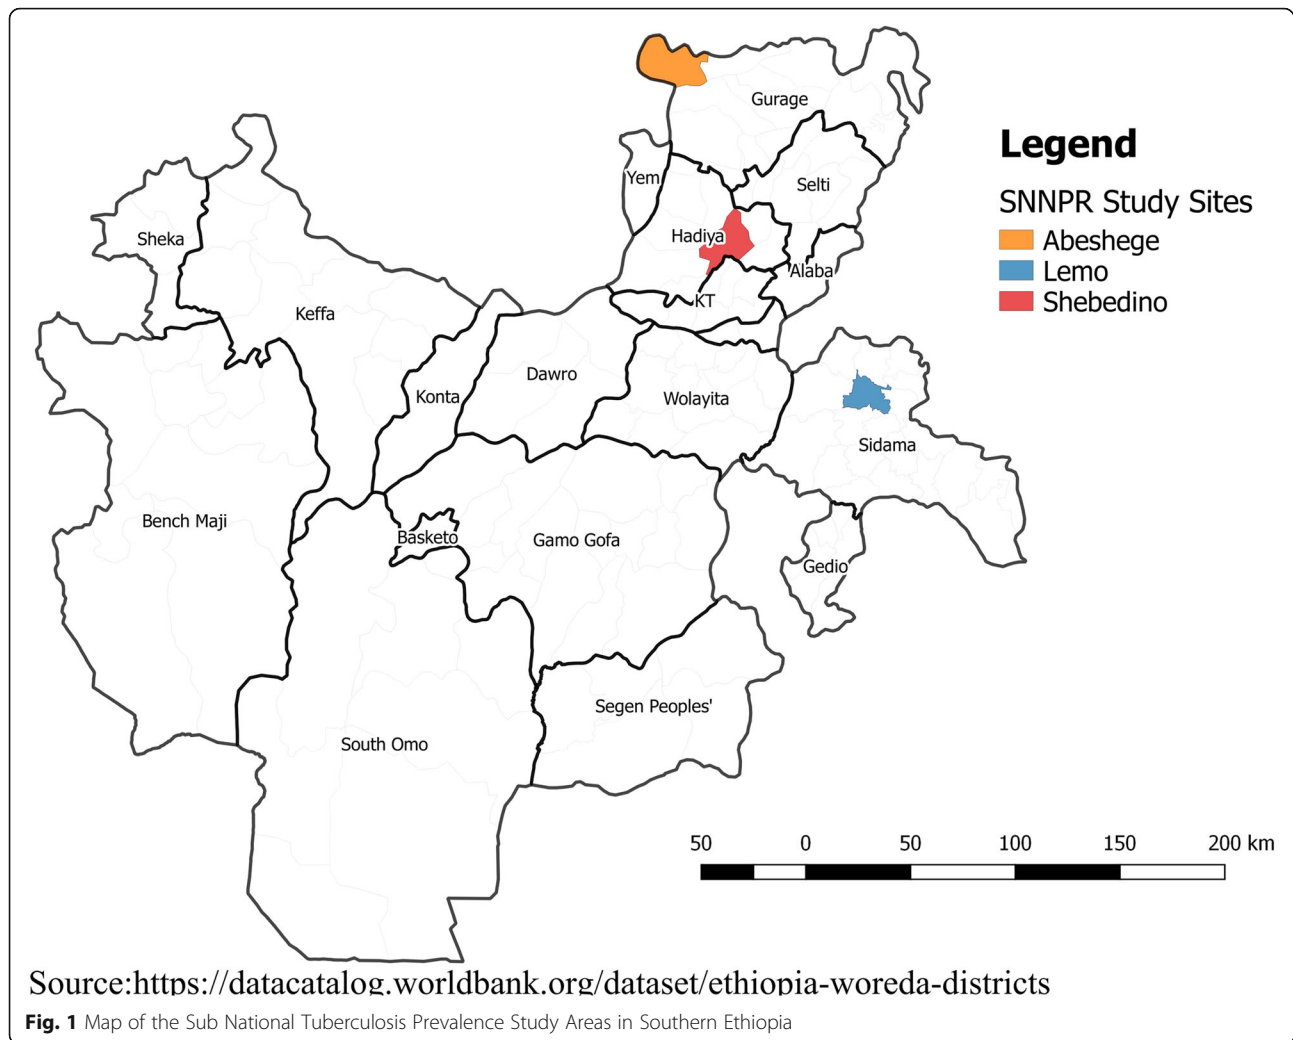 Gurage
Legend
SNNPR Study Sites
Abeshege
Lemo
Shebedino
Yem
Selti
Sheka
Hadiya
Alaba
KT
Keffa
Dawro
Konta
Wolayita
Sidama
Bench Maji
Basketo
Gamo Gofa
Gedio
Segen Peoples'
South Omo
50 0 50 100 150 200 km
Source:https://datacatalog.worldbank.org/dataset/ethiopia-woreda-districts
Fig. 1 Map of the Sub National Tuberculosis Prevalence Study Areas in Southern Ethiopia